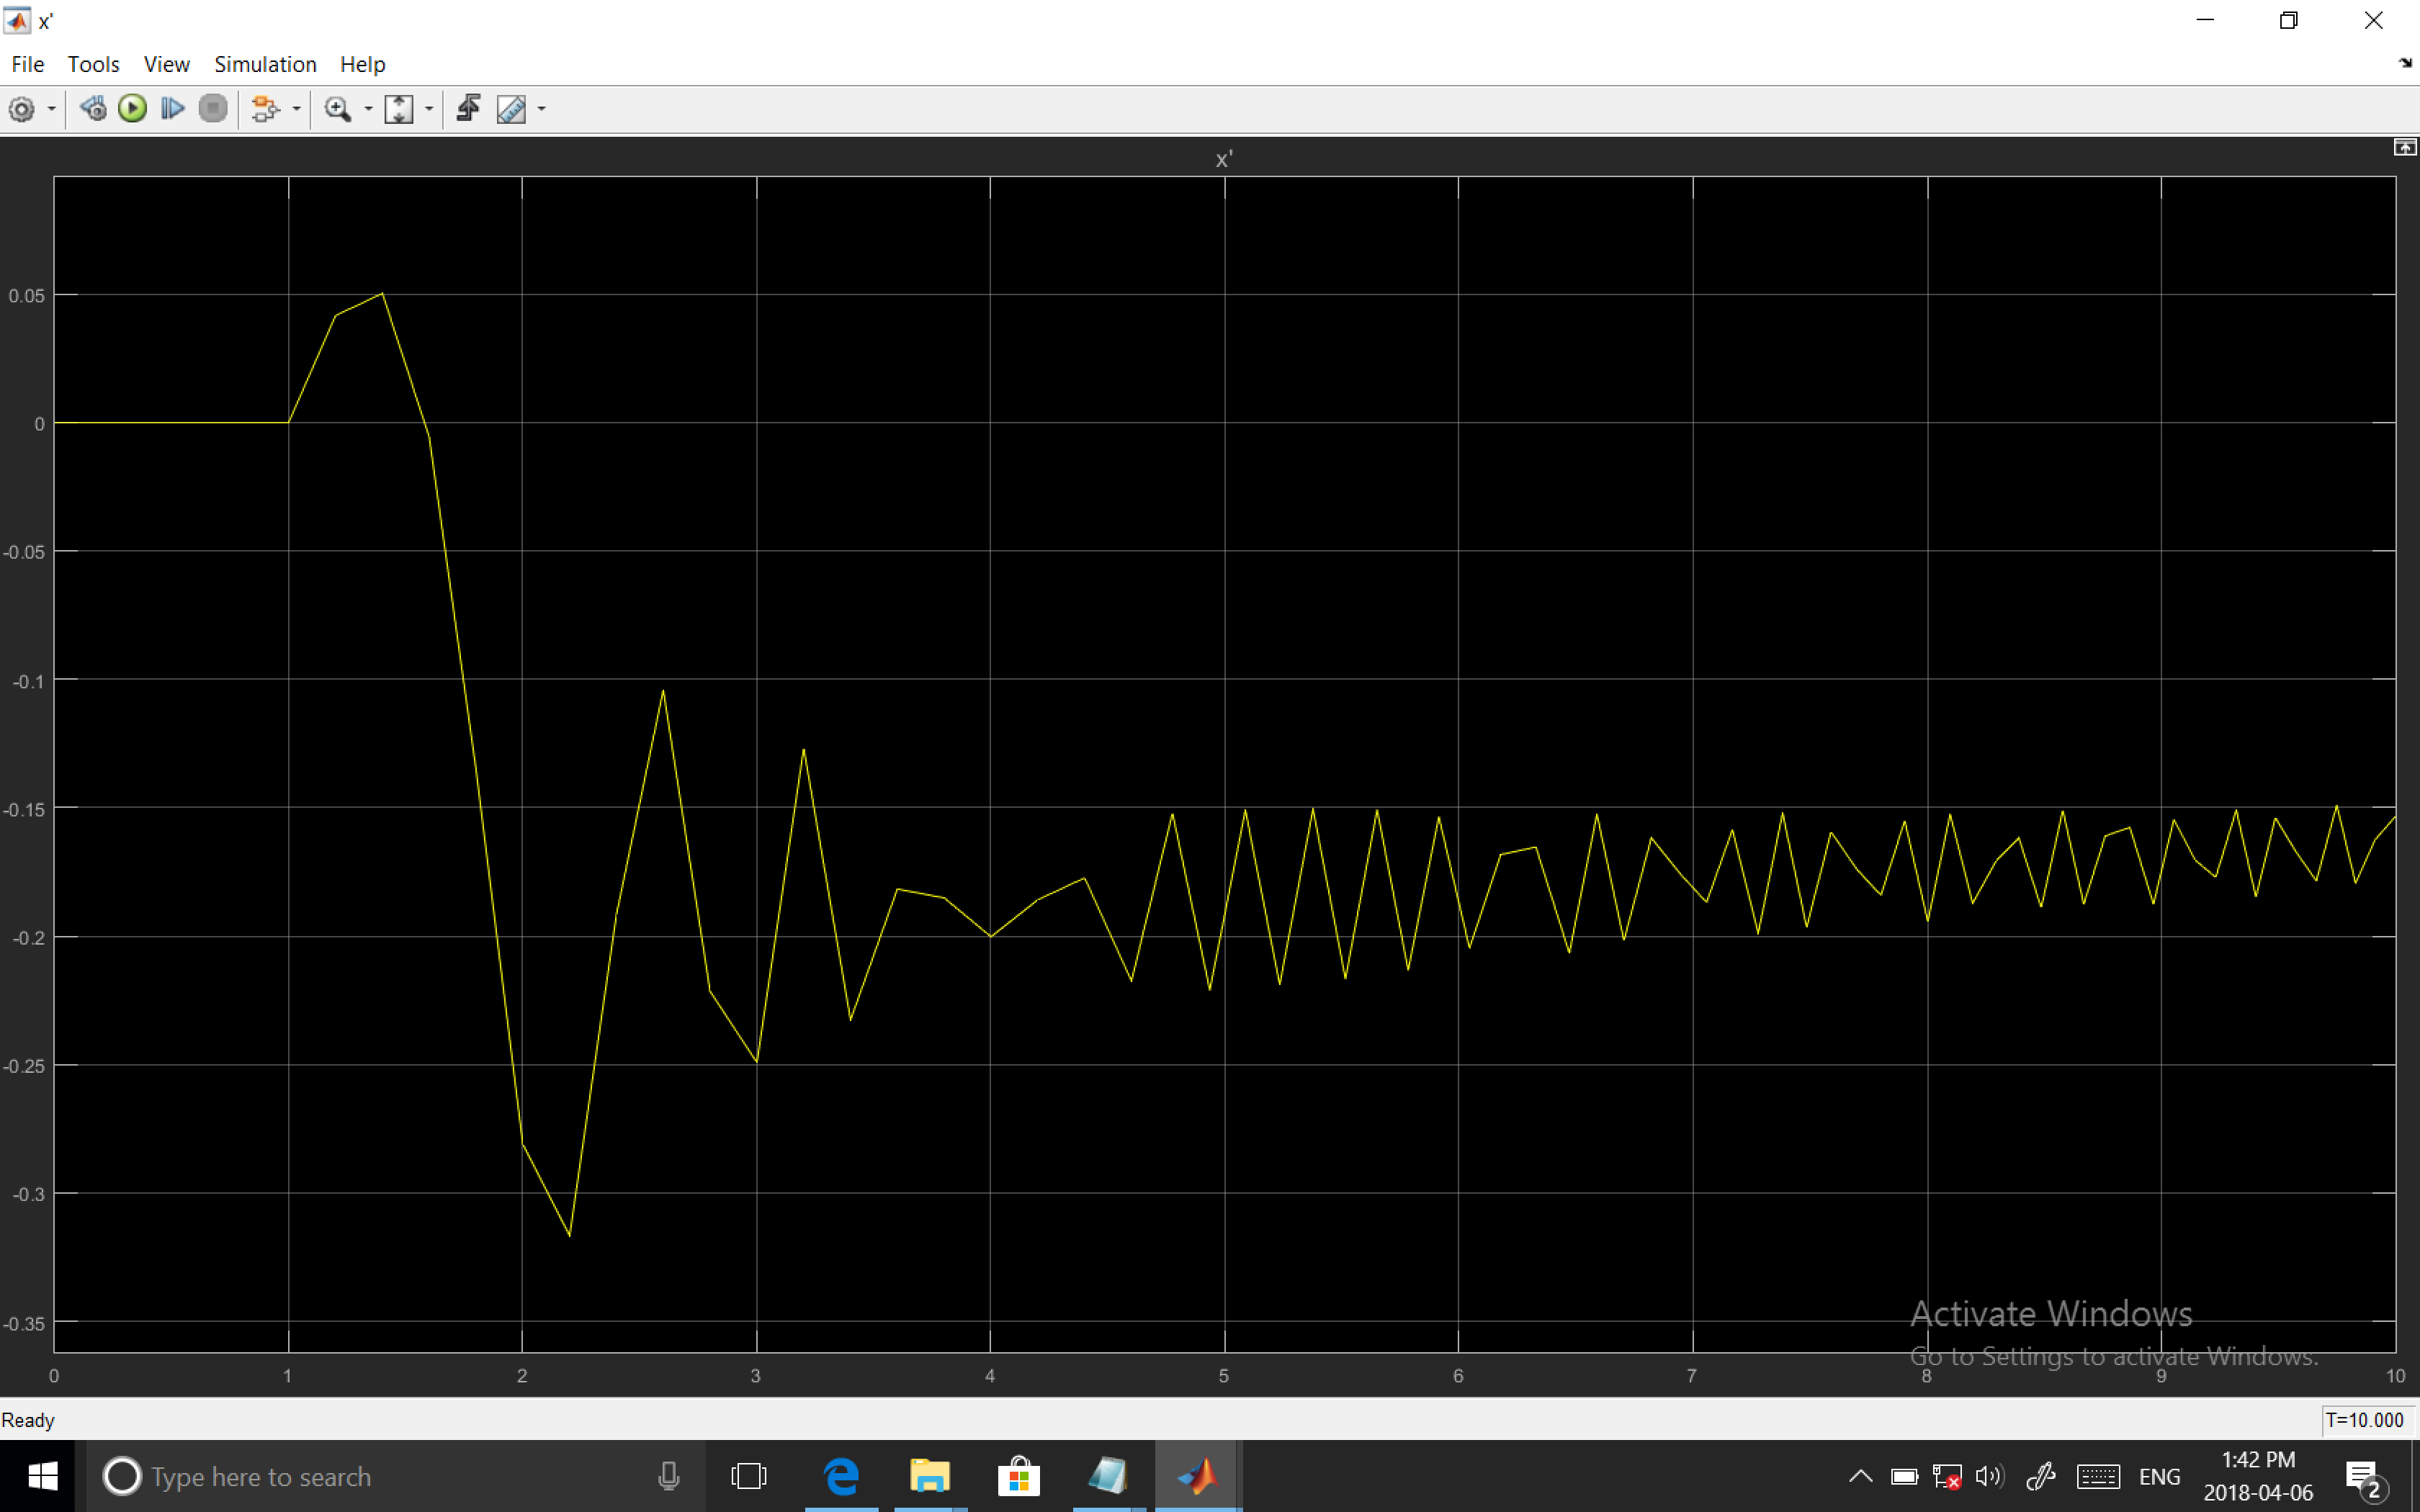 x'
File Tools View Simulation Help
x'
0.05
0
-0.05
-0.1
-0.15
-0.2
-0.25
-0.3
-0.35
0 1 2 3 4 5 6 7 8 9 10
Activate Windows
Go to Settings to activate Windows.
Ready
T=10.000
Type here to search
ENG
1:42 PM
2018-04-06
2